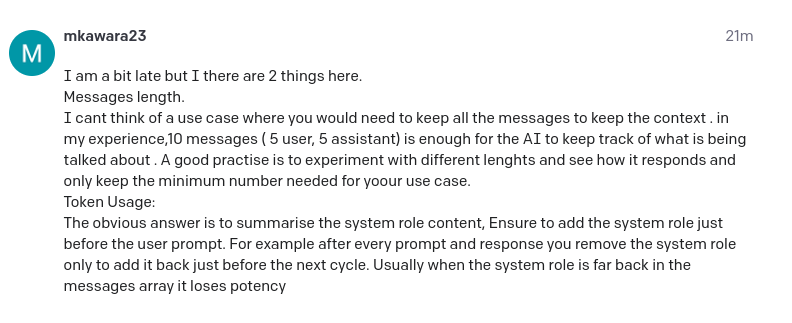 M
mkawara23
21m
I am a bit late but I there are 2 things here.
Messages length.
I cant think of a use case where you would need to keep all the messages to keep the context . in
my experience,10 messages ( 5 user, 5 assistant) is enough for the AI to keep track of what is being
talked about . A good practise is to experiment with different lenghts and see how it responds and
only keep the minimum number needed for yoour use case.
Token Usage:
The obvious answer is to summarise the system role content, Ensure to add the system role just
before the user prompt. For example after every prompt and response you remove the system role
only to add it back just before the next cycle. Usually when the system role is far back in the
messages array it loses potency